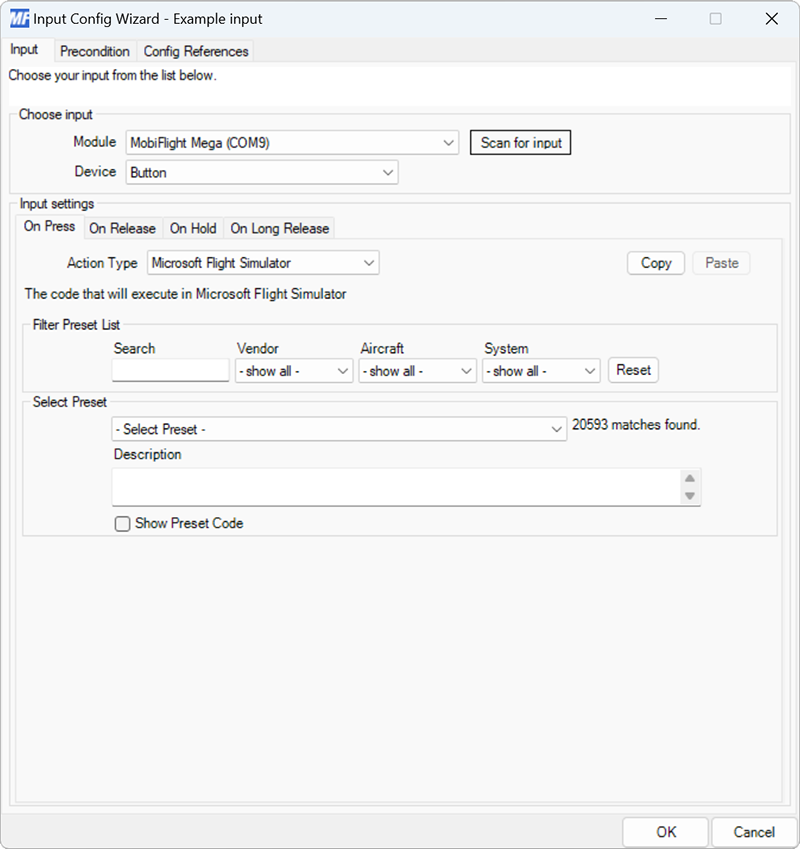 MF Input Config Wizard - Example input
Input Precondition Config References
Choose your input from the list below.
Choose input
Module MobiFlight Mega (COM9) Scan for input
Device Button
Input settings
On Press On Release On Hold On Long Release
Action Type Microsoft Flight Simulator Copy Paste
The code that will execute in Microsoft Flight Simulator
Filter Preset List
Search Vendor Aircraft System
- show all - - show all - - show all - Reset
Select Preset
- Select Preset - 20593 matches found.
Description
Show Preset Code
OK Cancel